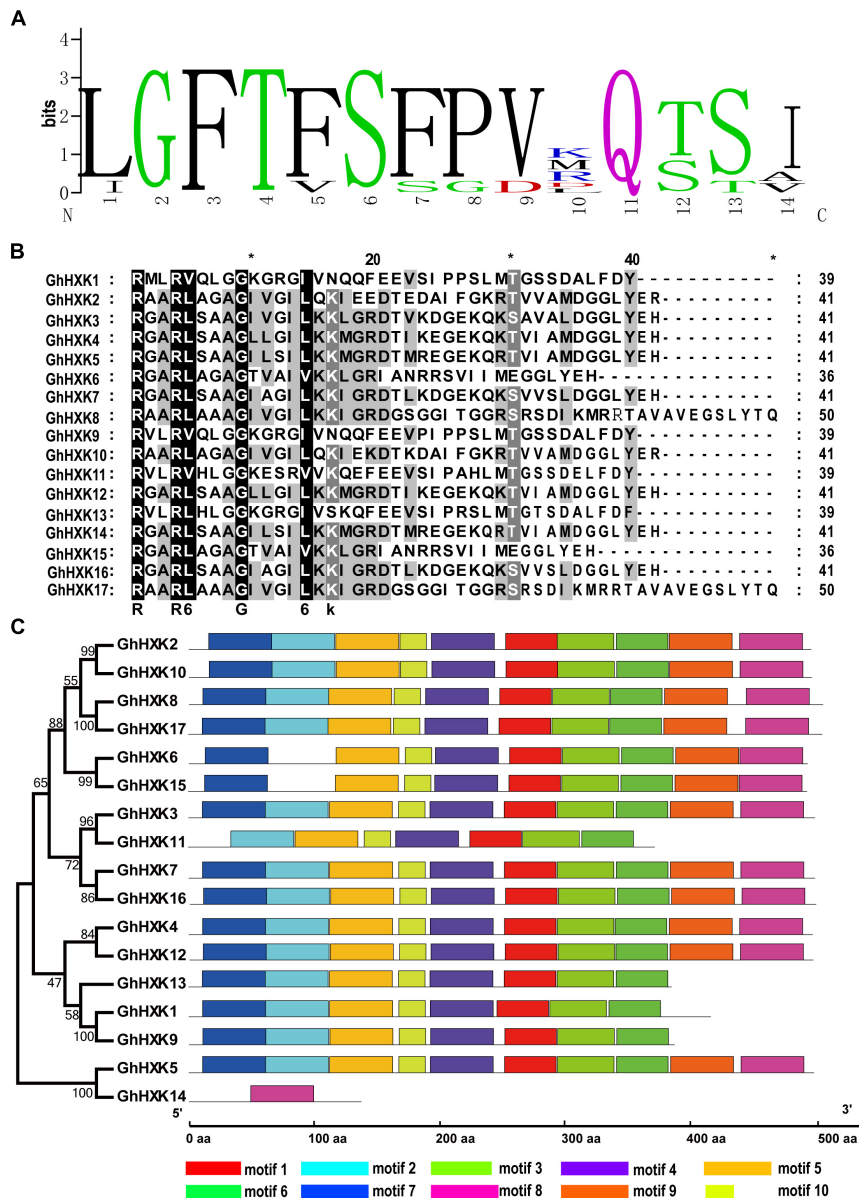 A
4
3
2
1
0
bits
L G F T F S F P V K Q T S I
I V S G D M S T A
R V
P
L
N 1 2 3 4 5 6 7 8 9 10 11 12 13 14 C
B
* 20 * 40 *
GhHXK1 : RMLRVQLGGKGRGIVNQQFEEVSIPPSLMTGSSDALFDY----------- : 39
GhHXK2 : RAARLAGAGIVGILQKIEEDTEDAIFGKRTVVAMDGGLYER--------- : 41
GhHXK3 : RGARLSAAGIVGILKKLGRDTVKDGEKQKSAVALDGGLYEH--------- : 41
GhHXK4 : RGARLSAAGLLGILKKMGRDTIKEGEKQKTVIAMDGGLYEH--------- : 41
GhHXK5 : RGARLSAAGILSILKKMGRDTMREGEKQRTVIAMDGGLYEH--------- : 41
GhHXK6 : RGARLAGAGTVAIVKKLGRIANRRSVIIMEGGLYEH-------------- : 36
GhHXK7 : RGARLSAAGIAGILKKIGRDTLKDGEKQKSVVSLDGGLYEH--------- : 41
GhHXK8 : RAARLAAAGIVGILKKIGRDGSGGITGGRSRSDIKMRRTAVAVEGSLYTQ : 50
GhHXK9 : RVLRVQLGGKGRGIVNQQFEEVPIPPSLMTGSSDALFDY----------- : 39
GhHXK10 : RAARLAGAGIVGILQKIEKDTKDAIFGKRTVVAMDGGLYER--------- : 41
GhHXK11 : RVLRVHLGGKESRVVKQEFEEVSIPAHLMTGSSDELFDY----------- : 39
GhHXK12 : RGARLSAAGLLGILKKMGRDTIKEGEKQKTVIAMDGGLYEH--------- : 41
GhHXK13 : RVLRLHLGGKGRGIVSKQFEEVSIPRSLMTGTSDALFDF----------- : 39
GhHXK14 : RGARLSAAGILSILKKMGRDTMREGEKQRTVIAMDGGLYEH--------- : 41
GhHXK15 : RGARLAGAGTVAIVKKLGRIANRRSVIIMEGGLYEH-------------- : 36
GhHXK16 : RGARLSAAGIAGILKKIGRDTLKDGEKQKSVVSLDGGLYEH--------- : 41
GhHXK17 : RAARLAAAGIVGILKKIGRDGSGGITGGRSRSDIKMRRTAVAVEGSLYTQ : 50
R R6 G 6 k
C
GhHXK2
99
GhHXK10
55
GhHXK8
88
100
GhHXK17
GhHXK6
99
GhHXK15
65
GhHXK3
96
GhHXK11
72
GhHXK7
86
GhHXK16
GhHXK4
84
GhHXK12
47
GhHXK13
58
GhHXK1
100
GhHXK9
GhHXK5
100
GhHXK14
5' 3'
0 aa 100 aa 200 aa 300 aa 400 aa 500 aa
motif 1 motif 2 motif 3 motif 4 motif 5
motif 6 motif 7 motif 8 motif 9 motif 10